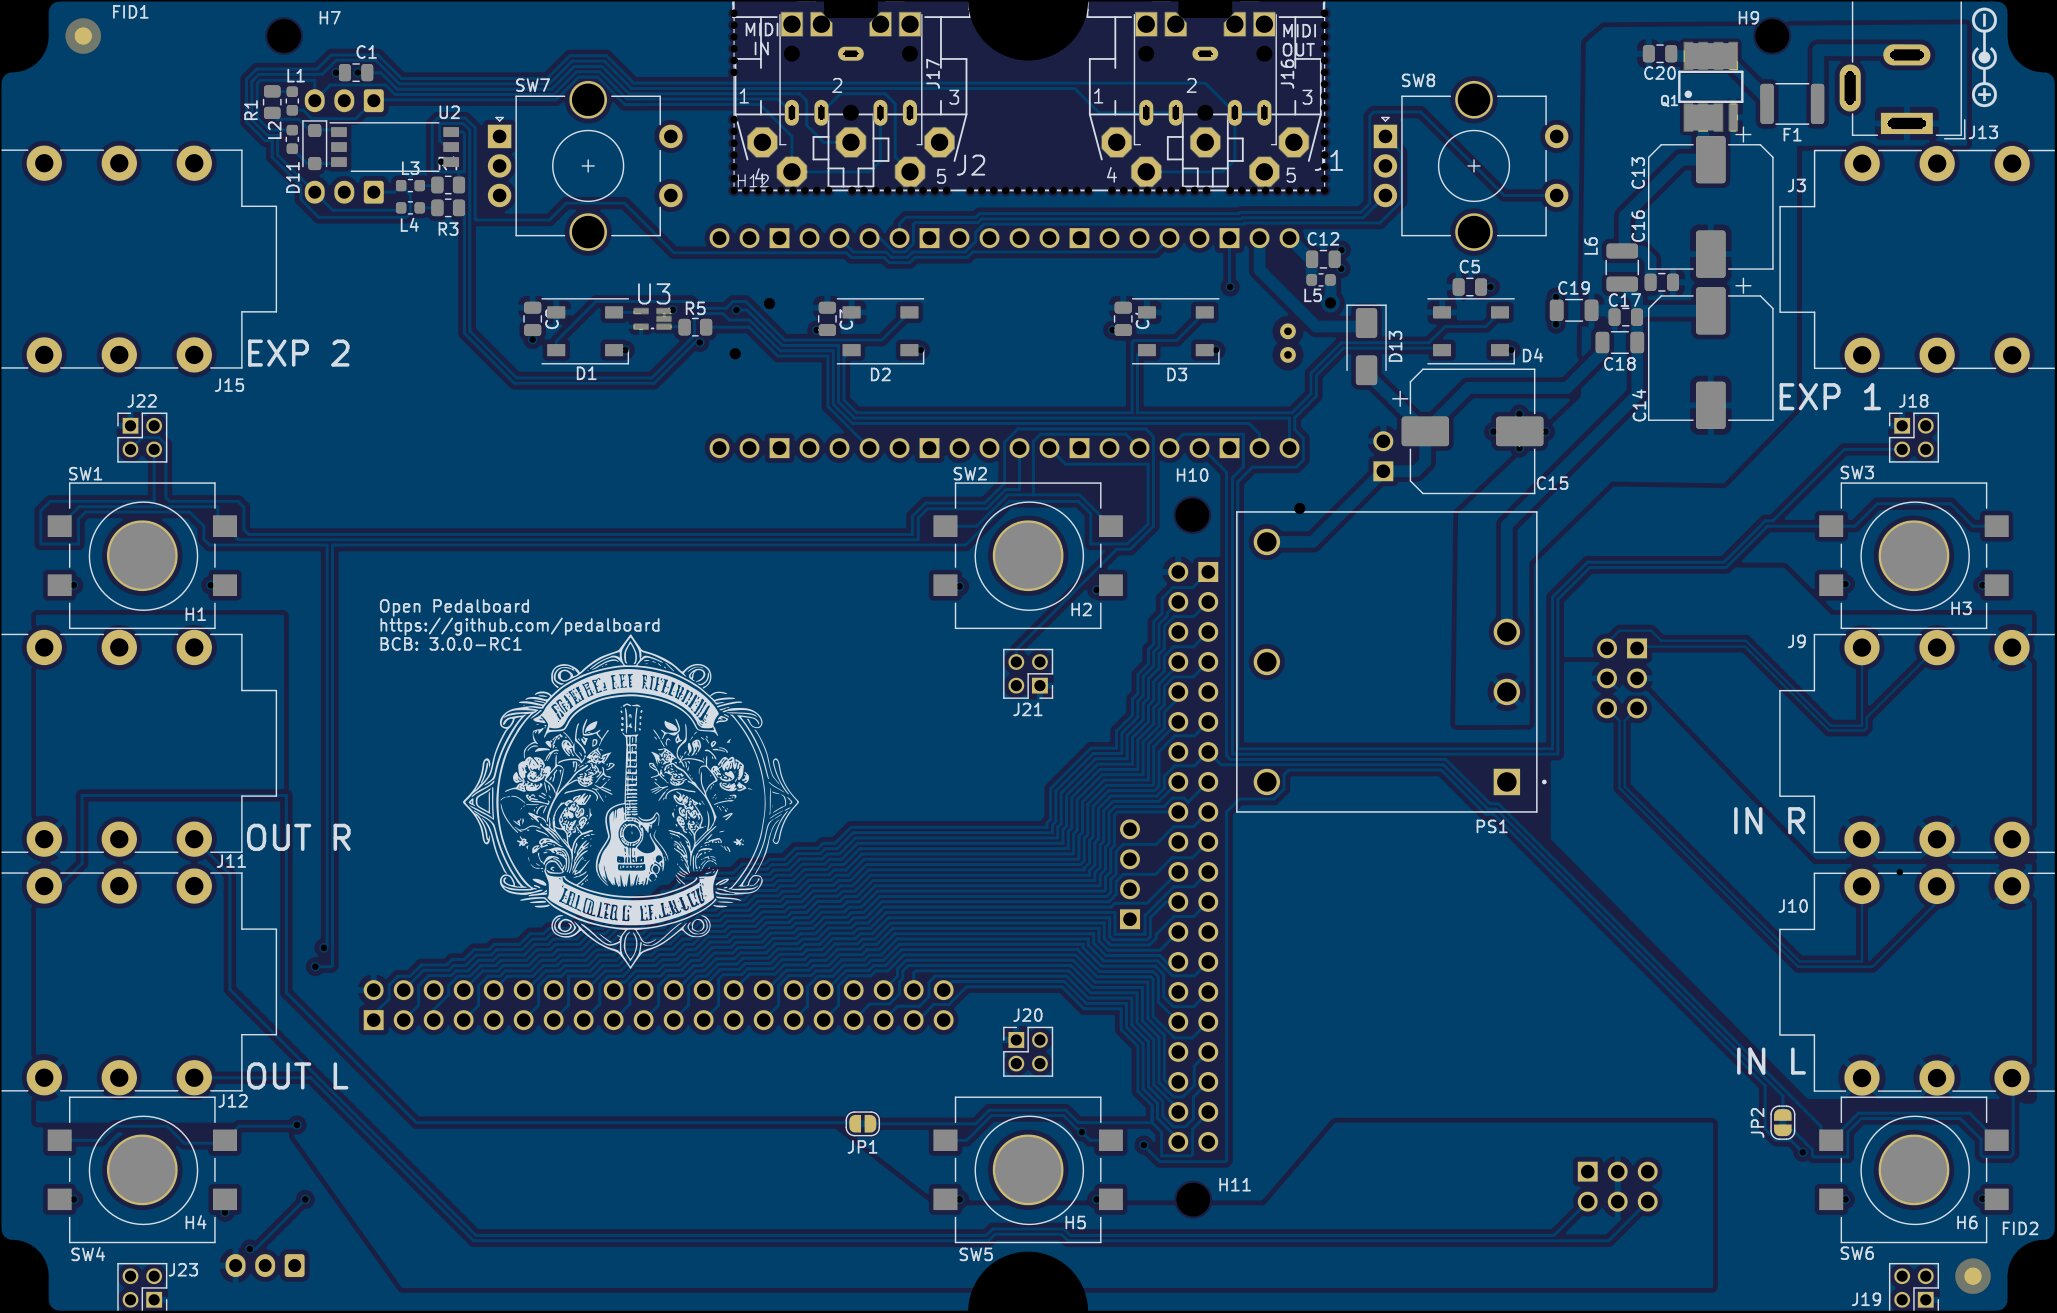 FID1
H7
H9
C1
L1
R1
L2
U2
D11
L3
L4
R3
SW7
MIDI
IN
J17
MIDI
OUT
J16
1
2
3
1
2
3
H12
5
J2
4
5
SW8
C20
Q1
F1
J13
C13
C16
J3
L6
C12
L5
C5
C19
C17
C18
C14
U3
R5
D1
D2
D3
D13
D4
EXP 2
J15
EXP 1
J22
J18
SW1
SW2
H10
SW3
C15
H1
H2
H3
Open Pedalboard
https://github.com/pedalboard
BCB: 3.0.0-RC1
J9
J21
OUT R
J11
PS1
IN R
J10
J20
OUT L
J12
IN L
JP1
JP2
H11
H4
H5
H6
FID2
SW4
J23
SW5
SW6
J19